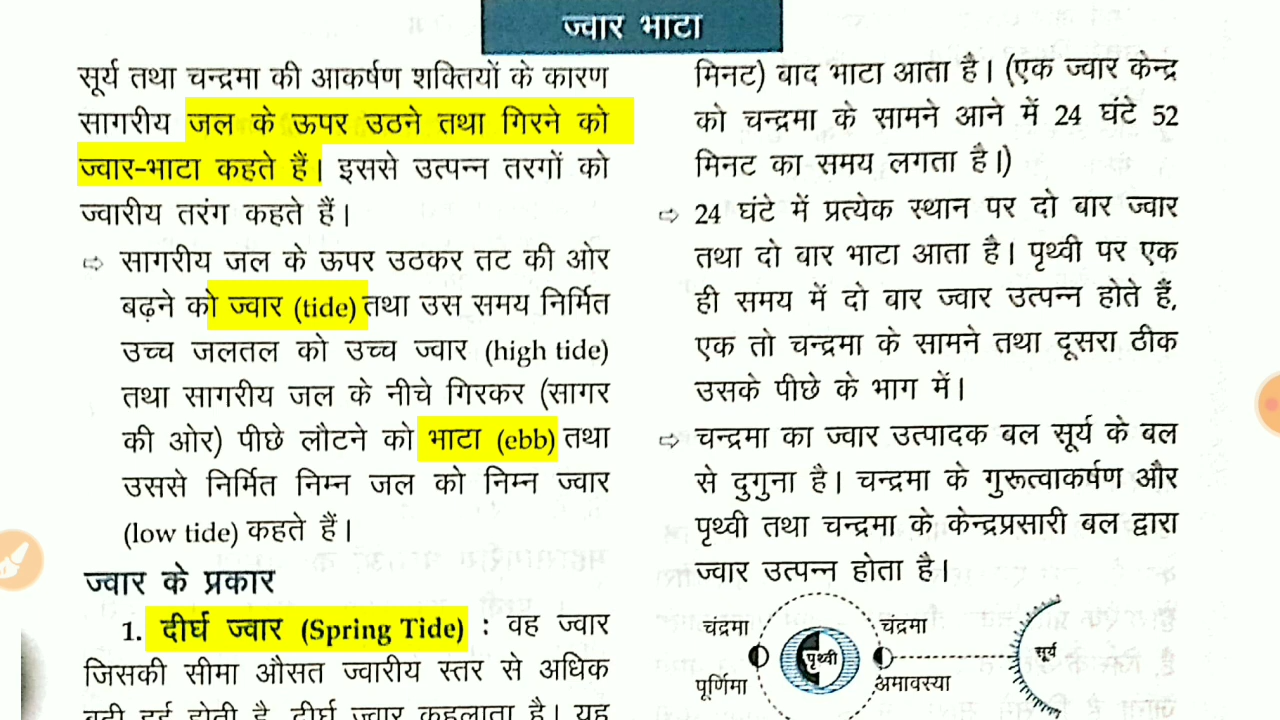 ज्वार भाटा
सूर्य तथा चन्द्रमा की आकर्षण शक्तियों के कारण
सागरीय जल के ऊपर उठने तथा गिरने को
ज्वार-भाटा कहते हैं। इससे उत्पन्न तरगों को
ज्वारीय तरंग कहते हैं।
⇨ सागरीय जल के ऊपर उठकर तट की ओर
बढ़ने को ज्वार (tide) तथा उस समय निर्मित
उच्च जलतल को उच्च ज्वार (high tide)
तथा सागरीय जल के नीचे गिरकर (सागर
की ओर) पीछे लौटने को भाटा (ebb) तथा
उससे निर्मित निम्न जल को निम्न ज्वार
(low tide) कहते हैं।
ज्वार के प्रकार
1. दीर्घ ज्वार (Spring Tide) : वह ज्वार
जिसकी सीमा औसत ज्वारीय स्तर से अधिक
बढ़ी हुई होती है, दीर्घ ज्वार कहलाता है। यह
मिनट) बाद भाटा आता है। (एक ज्वार केन्द्र
को चन्द्रमा के सामने आने में 24 घंटे 52
मिनट का समय लगता है।)
⇨ 24 घंटे में प्रत्येक स्थान पर दो बार ज्वार
तथा दो वार भाटा आता है। पृथ्वी पर एक
ही समय में दो बार ज्वार उत्पन्न होते हैं,
एक तो चन्द्रमा के सामने तथा दूसरा ठीक
उसके पीछे के भाग में।
⇨ चन्द्रमा का ज्वार उत्पादक बल सूर्य के बल
से दुगुना है। चन्द्रमा के गुरूत्वाकर्षण और
पृथ्वी तथा चन्द्रमा के केन्द्रप्रसारी बल द्वारा
ज्वार उत्पन्न होता है।
चंद्रमा
पूर्णिमा
पृथ्वी
चंद्रमा
अमावस्या
सूर्य